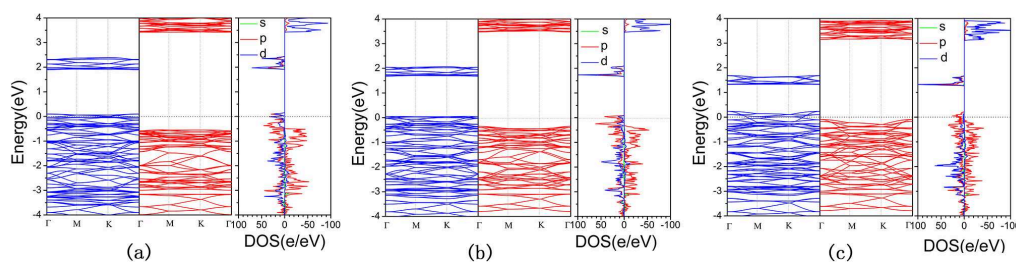 4
3
2
1
0
-1
-2
-3
4
Energy(eV)
Γ M K Γ M K Γ
s
p
d
100 50 0 -50 -100
DOS(e/eV)
(a)
4
3
2
1
0
-1
-2
-3
4
Energy(eV)
Γ M K Γ M K Γ
s
p
d
100 50 0 -50 -100
DOS(e/eV)
(b)
4
3
2
1
0
-1
-2
-3
4
Energy(eV)
Γ M K Γ M K Γ
s
p
d
100 50 0 -50 -100
DOS(e/eV)
(c)